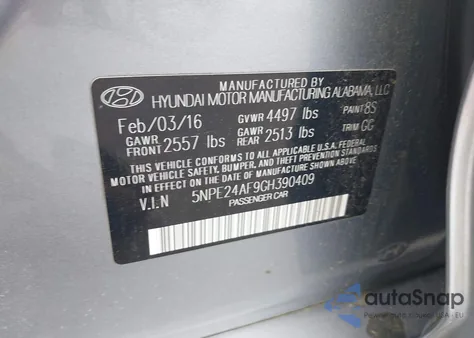 MANUFACTURED BY
HYUNDAI MOTOR MANUFACTURING ALABAMA, LLC
Feb/03/16 GVWR 4497 lbs PAINT 8S
GAWR FRONT 2557 lbs GAWR REAR 2513 lbs TRIM GC
THIS VEHICLE CONFORMS TO ALL APPLICABLE FEDERAL
MOTOR VEHICLE SAFETY, BUMPER, AND THEFT PREVENTION STANDARDS
IN EFFECT ON THE DATE OF MANUFACTURE SHOWN ABOVE.
V.I.N 5NPE24AF9GH390409
PASSENGER CAR
autoSnap